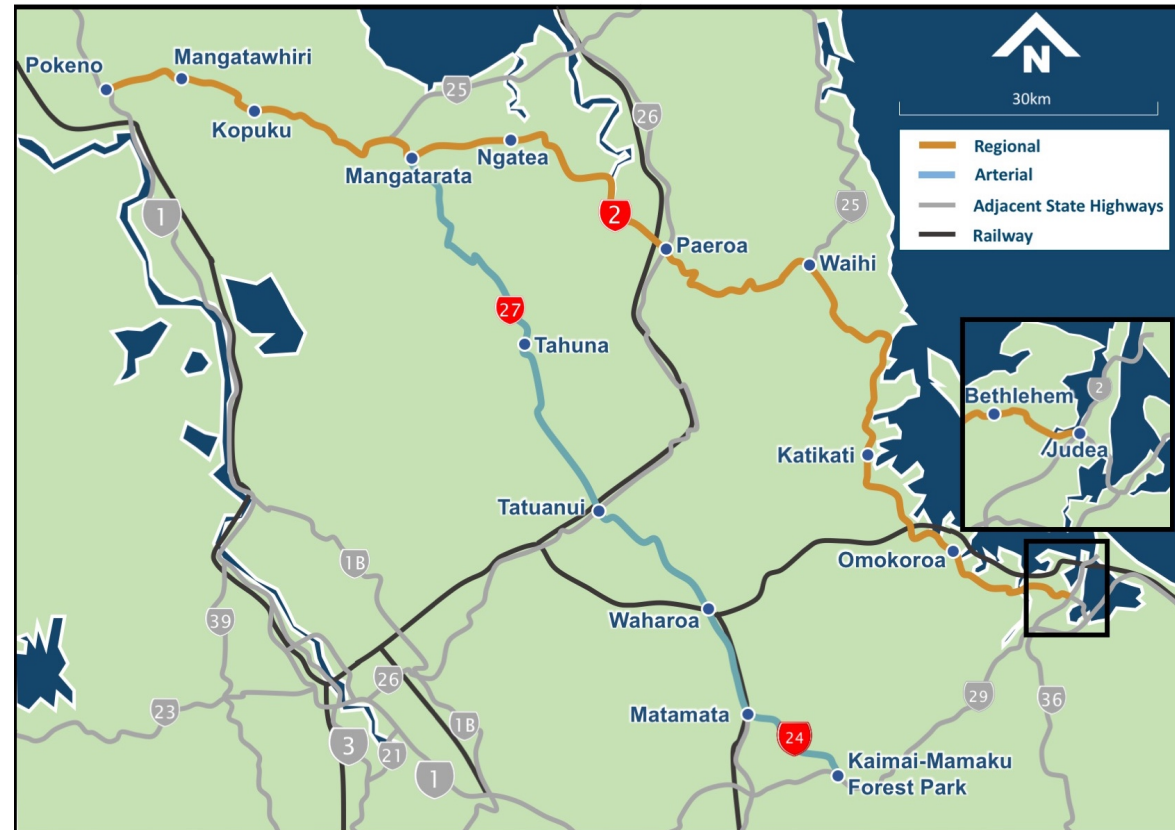 Pokeno
Mangatawhiri
Kopuku
25
26
N
30km
Regional
Arterial
Adjacent State Highways
Railway
Mangatarata
Ngatea
1
2
25
Paeroa
Waihi
27
Tahuna
Bethlehem
2
Judea
Katikati
Tatuanui
1B
Omokoroa
39
Waharoa
26
23
3
21
1B
1
Matamata
24
29
36
Kaimai-Mamaku
Forest Park